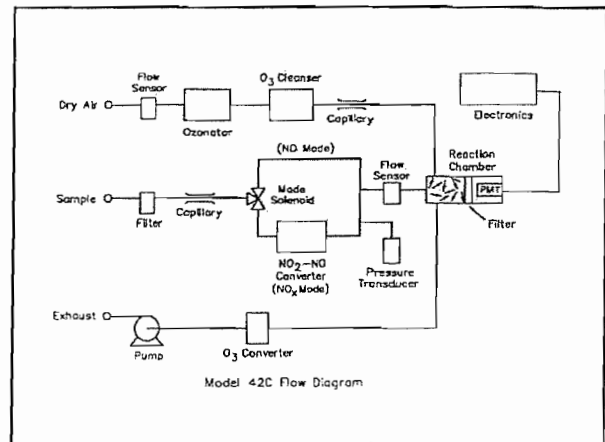 Flow
Sensor
O3 Cleanser
Dry Air
Ozonator
Capillary
Electronics
(NO Mode)
Flow
Sensor
Reaction
Chamber
Sample
Filter
Capillary
Mode
Solenoid
PMT
Filter
NO2-NO
Converter
(NOx Mode)
Pressure
Transducer
Exhaust
Pump
O3 Converter
Model 42C Flow Diagram